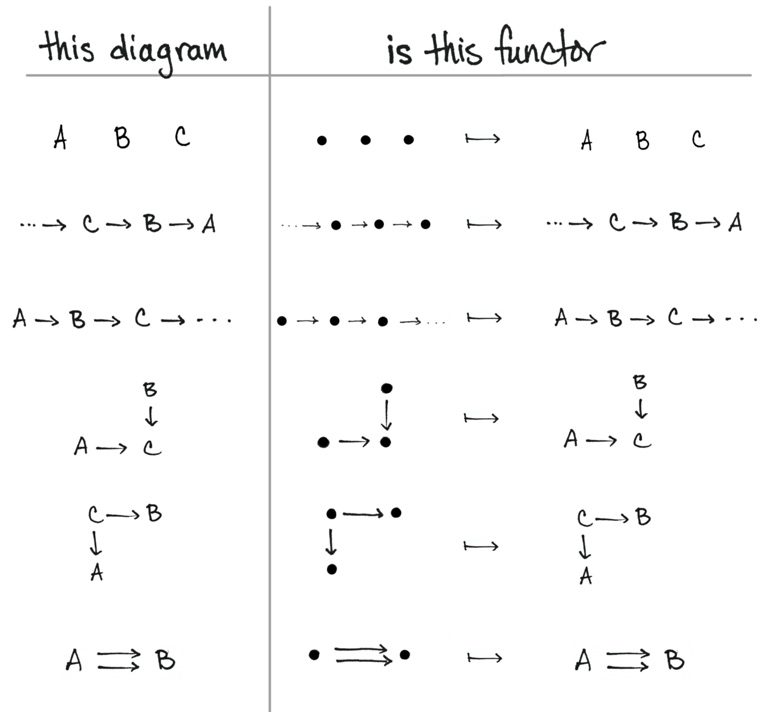 this diagram is this functor
A B C • • • ↦ A B C
⋯→ C → B → A ⋯→ • → • → • ↦ ⋯→ C → B → A
A → B → C → ⋯ • → • → • → ⋯ ↦ A → B → C → ⋯
B • B
↓ ↓ ↦ ↓
A → C • → • A → C
C → B • → • C → B
↓ ↓ ↦ ↓
A • A
A ⇉ B • ⇉ • ↦ A ⇉ B